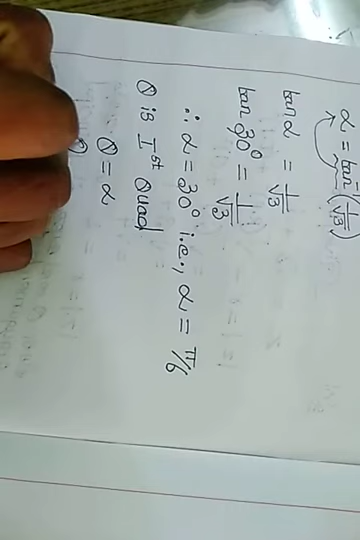 α = tan⁻¹(1/√3)
tan α = 1/√3
tan 30° = 1/√3
∴ α = 30° i.e., α = π/6
θ is Iˢᵗ Quad
θ = α
θ